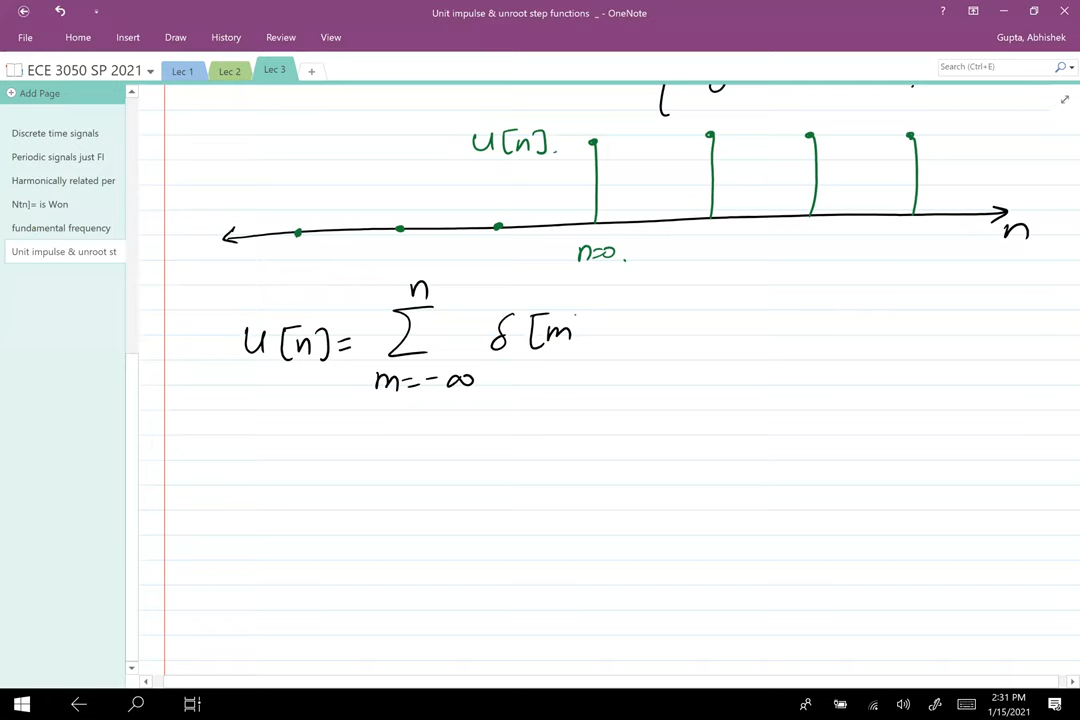 Unit impulse & unroot step functions _ - OneNote
File Home Insert Draw History Review View
Gupta, Abhishek
ECE 3050 SP 2021 Lec 1 Lec 2 Lec 3 +
Search (Ctrl+E)
Add Page
Discrete time signals
Periodic signals just FI
Harmonically related per
Ntn]= is Won
fundamental frequency
Unit impulse & unroot st
u[n].
n=0.
n
n
u[n]= ∑ δ[m
m=-∞
2:31 PM
1/15/2021